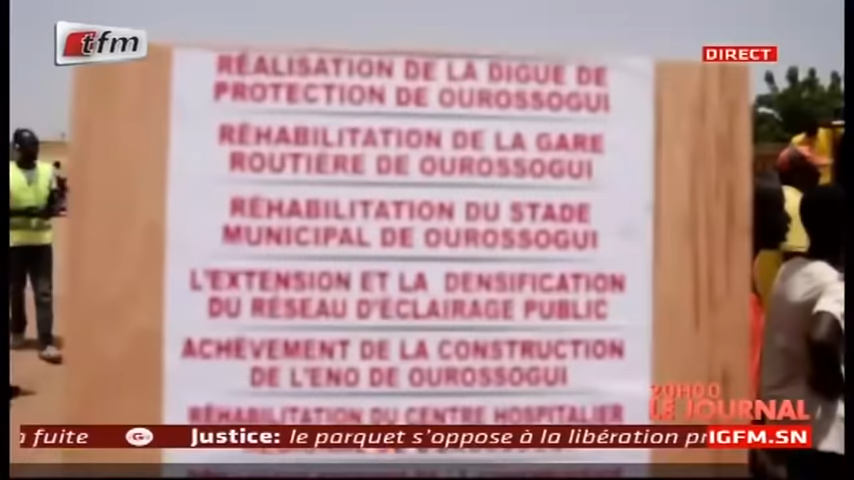 tfm
DIRECT
RÉALISATION DE LA DIGUE DE
PROTECTION DE OUROSSOGUI
RÉHABILITATION DE LA GARE
ROUTIÈRE DE OUROSSOGUI
RÉHABILITATION DU STADE
MUNICIPAL DE OUROSSOGUI
L'EXTENSION ET LA DENSIFICATION
DU RÉSEAU D'ÉCLAIRAGE PUBLIC
ACHÈVEMENT DE LA CONSTRUCTION
DE L'ENO DE OUROSSOGUI
RÉHABILITATION DU CENTRE HOSPITALIER
20H00
LE JOURNAL
fuite Justice: le parquet s'oppose à la libération
IGFM.SN